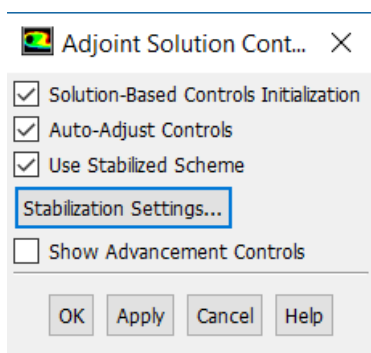 Adjoint Solution Cont...
Solution-Based Controls Initialization
Auto-Adjust Controls
Use Stabilized Scheme
Stabilization Settings...
Show Advancement Controls
OK Apply Cancel Help